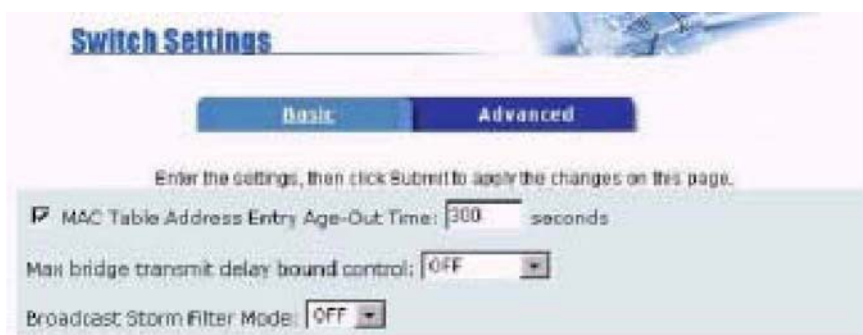 Switch Settings
Basic Advanced
Enter the settings, then click Submit to apply the changes on this page.
MAC Table Address Entry Age-Out Time: 300 seconds
Max bridge transmit delay bound control: OFF
Broadcast Storm Filter Mode: OFF